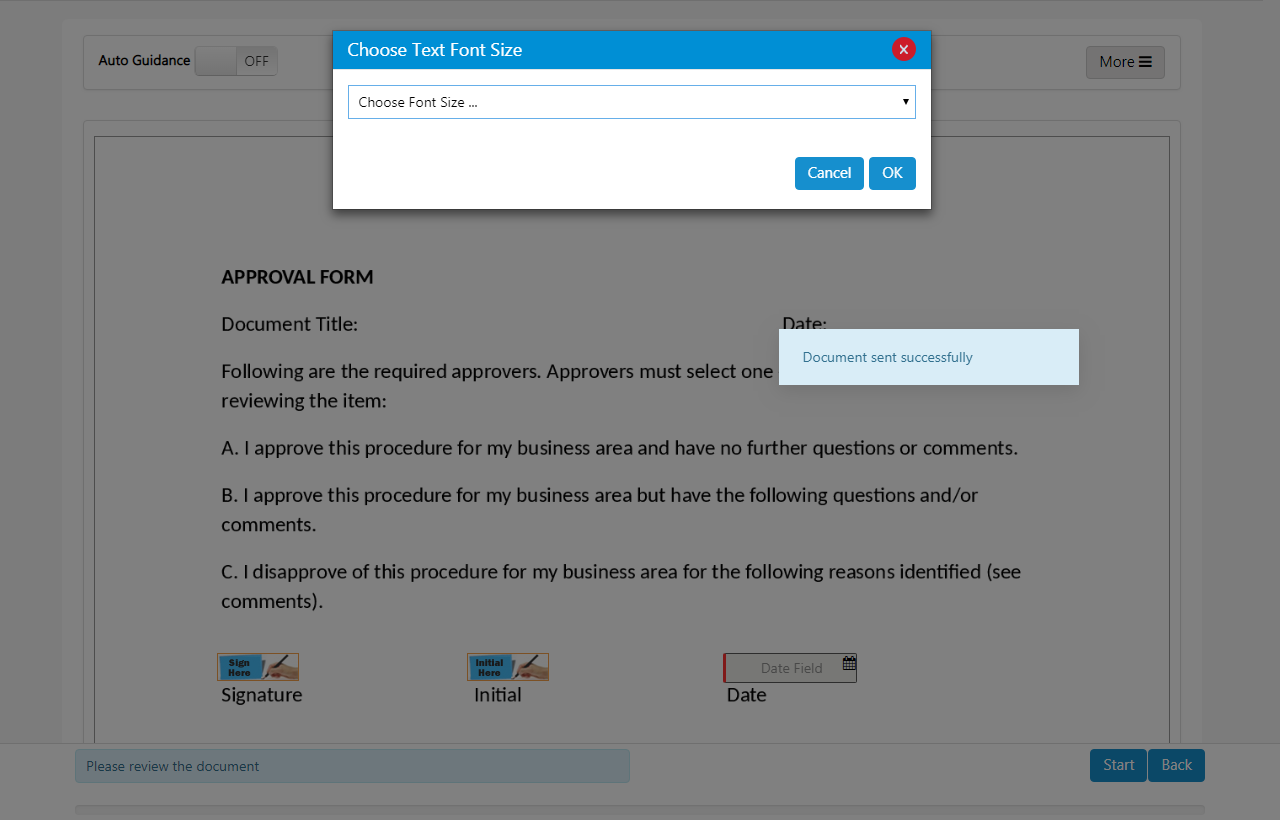 Choose Text Font Size
Auto Guidance OFF
More
Choose Font Size ...
Cancel OK
APPROVAL FORM
Document Title: Date:
Document sent successfully
Following are the required approvers. Approvers must select one
reviewing the item:
A. I approve this procedure for my business area and have no further questions or comments.
B. I approve this procedure for my business area but have the following questions and/or
comments.
C. I disapprove of this procedure for my business area for the following reasons identified (see
comments).
Sign
Here
Initial
Here
Date Field
Signature Initial Date
Please review the document
Start Back